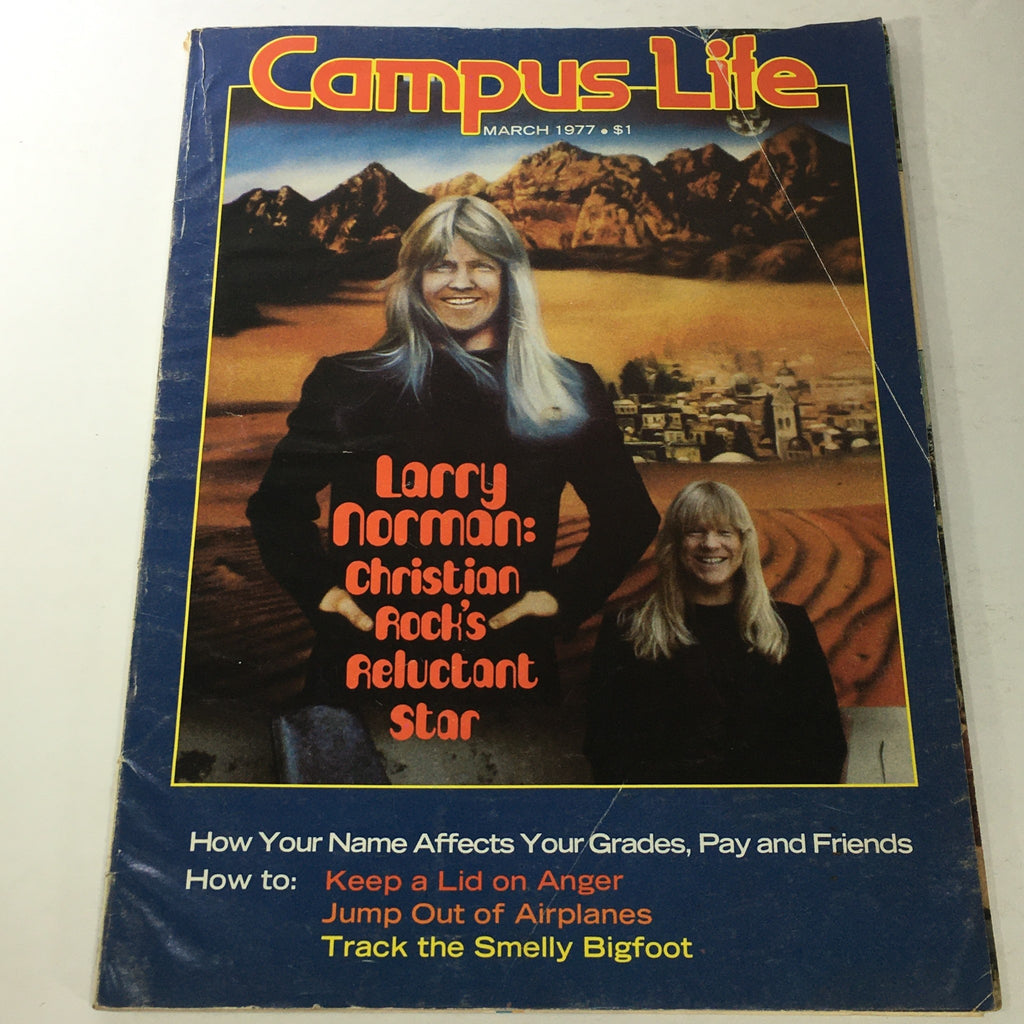 Campus Life
MARCH 1977 • $1
Larry
Norman:
Christian
Rock's
Reluctant
Star
How Your Name Affects Your Grades, Pay and Friends
How to: Keep a Lid on Anger
Jump Out of Airplanes
Track the Smelly Bigfoot